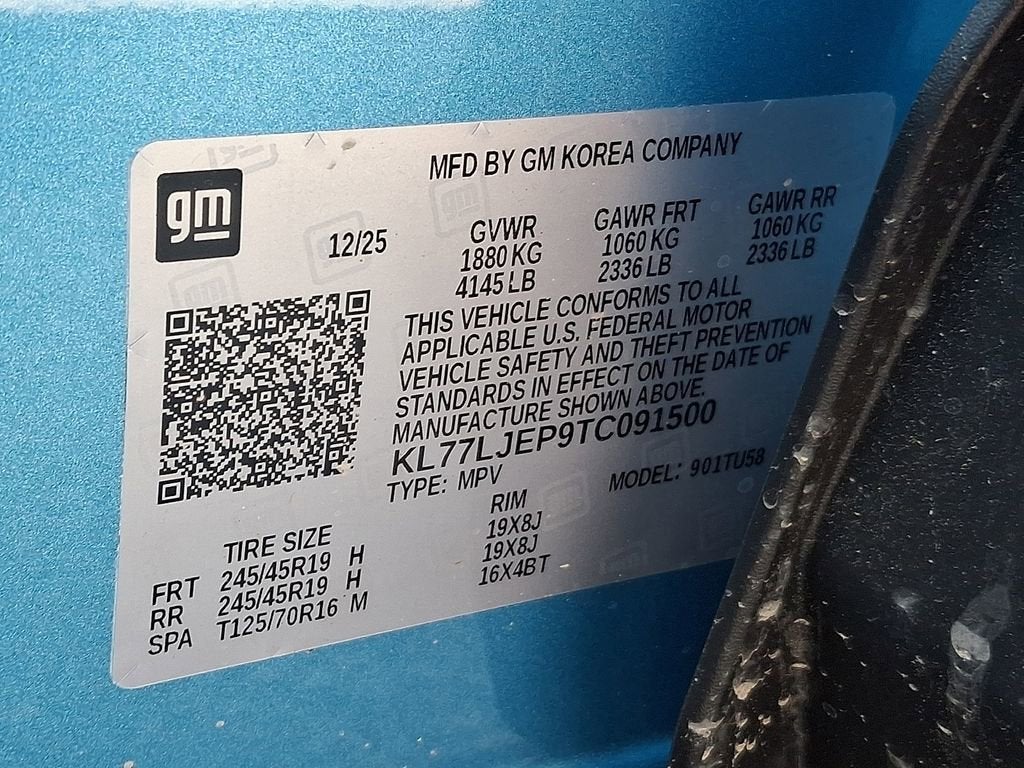 gm
MFD BY GM KOREA COMPANY
12/25
GVWR GAWR FRT GAWR RR
1880 KG 1060 KG 1060 KG
4145 LB 2336 LB 2336 LB
THIS VEHICLE CONFORMS TO ALL
APPLICABLE U.S. FEDERAL MOTOR
VEHICLE SAFETY AND THEFT PREVENTION
STANDARDS IN EFFECT ON THE DATE OF
MANUFACTURE SHOWN ABOVE.
KL77LJEP9TC091500
TYPE: MPV MODEL: 901TU58
TIRE SIZE RIM
FRT 245/45R19 H 19X8J
RR 245/45R19 H 19X8J
SPA T125/70R16 M 16X4BT